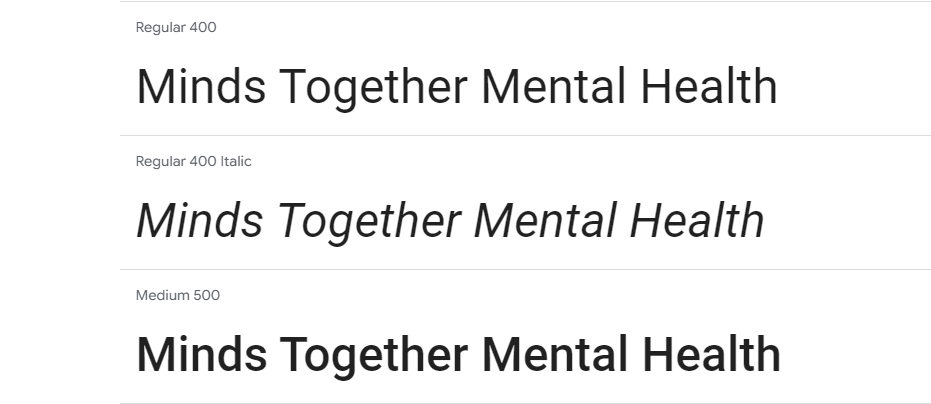 Regular 400
Minds Together Mental Health
Regular 400 Italic
Minds Together Mental Health
Medium 500
Minds Together Mental Health